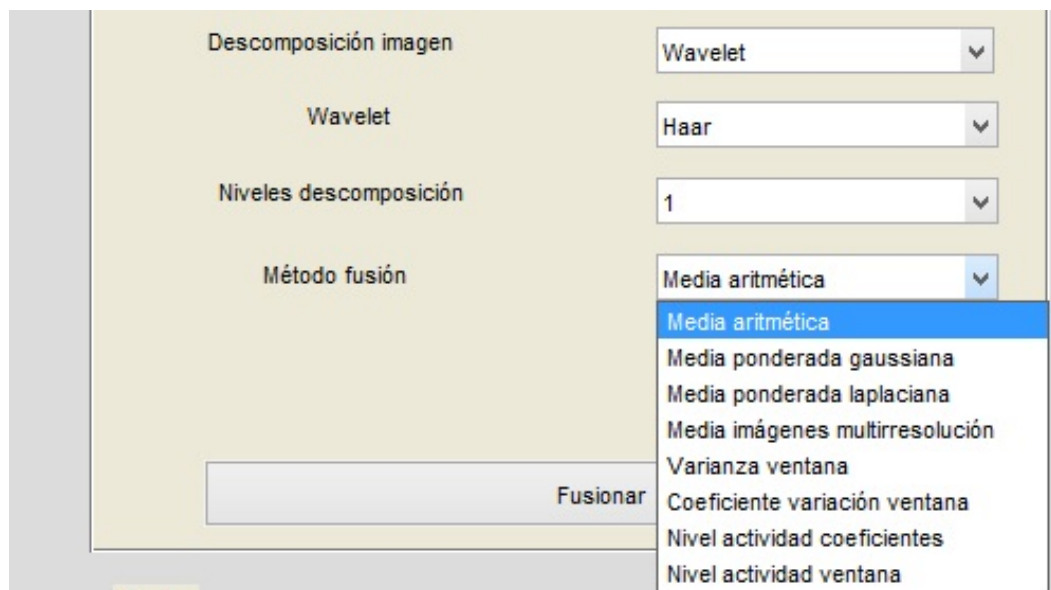 Descomposición imagen
Wavelet
Wavelet
Haar
Niveles descomposición
1
Método fusión
Media aritmética
Media aritmética
Media ponderada gaussiana
Media ponderada laplaciana
Media imágenes multirresolución
Varianza ventana
Fusionar
Coeficiente variación ventana
Nivel actividad coeficientes
Nivel actividad ventana